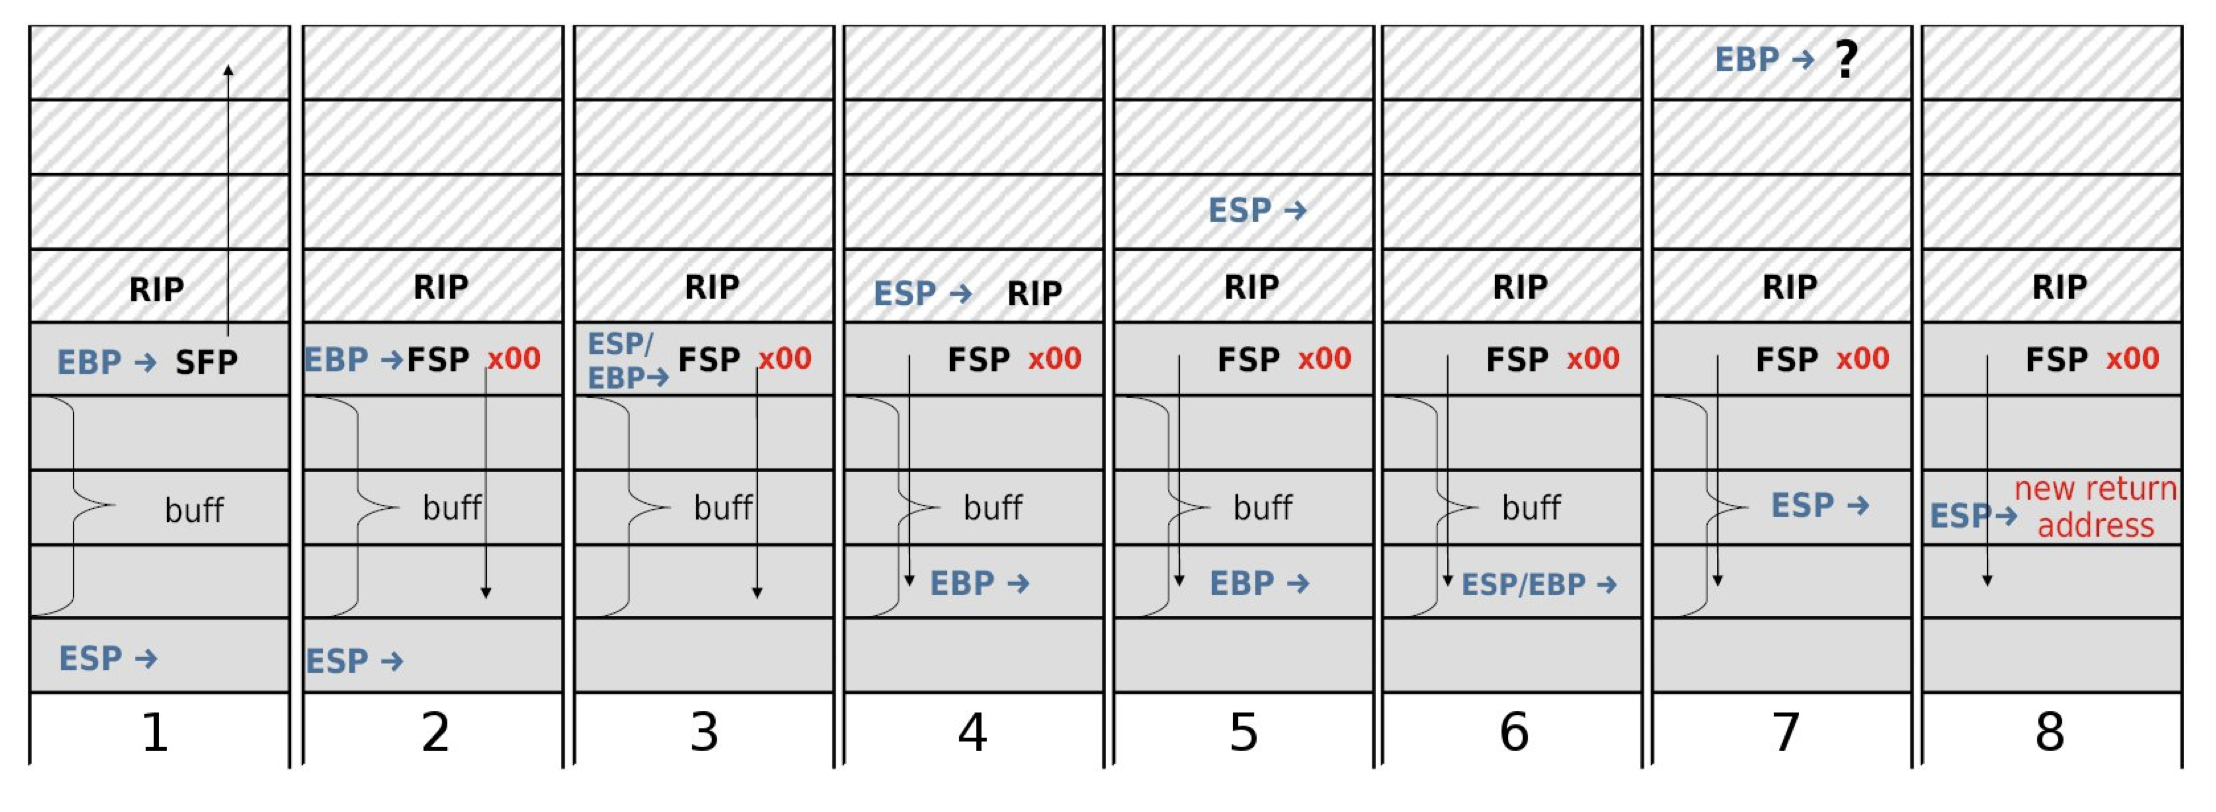 RIP
EBP → SFP
buff
ESP →
1
RIP
EBP →FSP x00
buff
ESP →
2
RIP
ESP/
EBP→ FSP x00
buff
3
ESP → RIP
FSP x00
buff
EBP →
4
ESP →
RIP
FSP x00
buff
EBP →
5
RIP
FSP x00
buff
ESP/EBP →
6
EBP → ?
RIP
FSP x00
ESP →
7
RIP
FSP x00
ESP→ new return
address
8